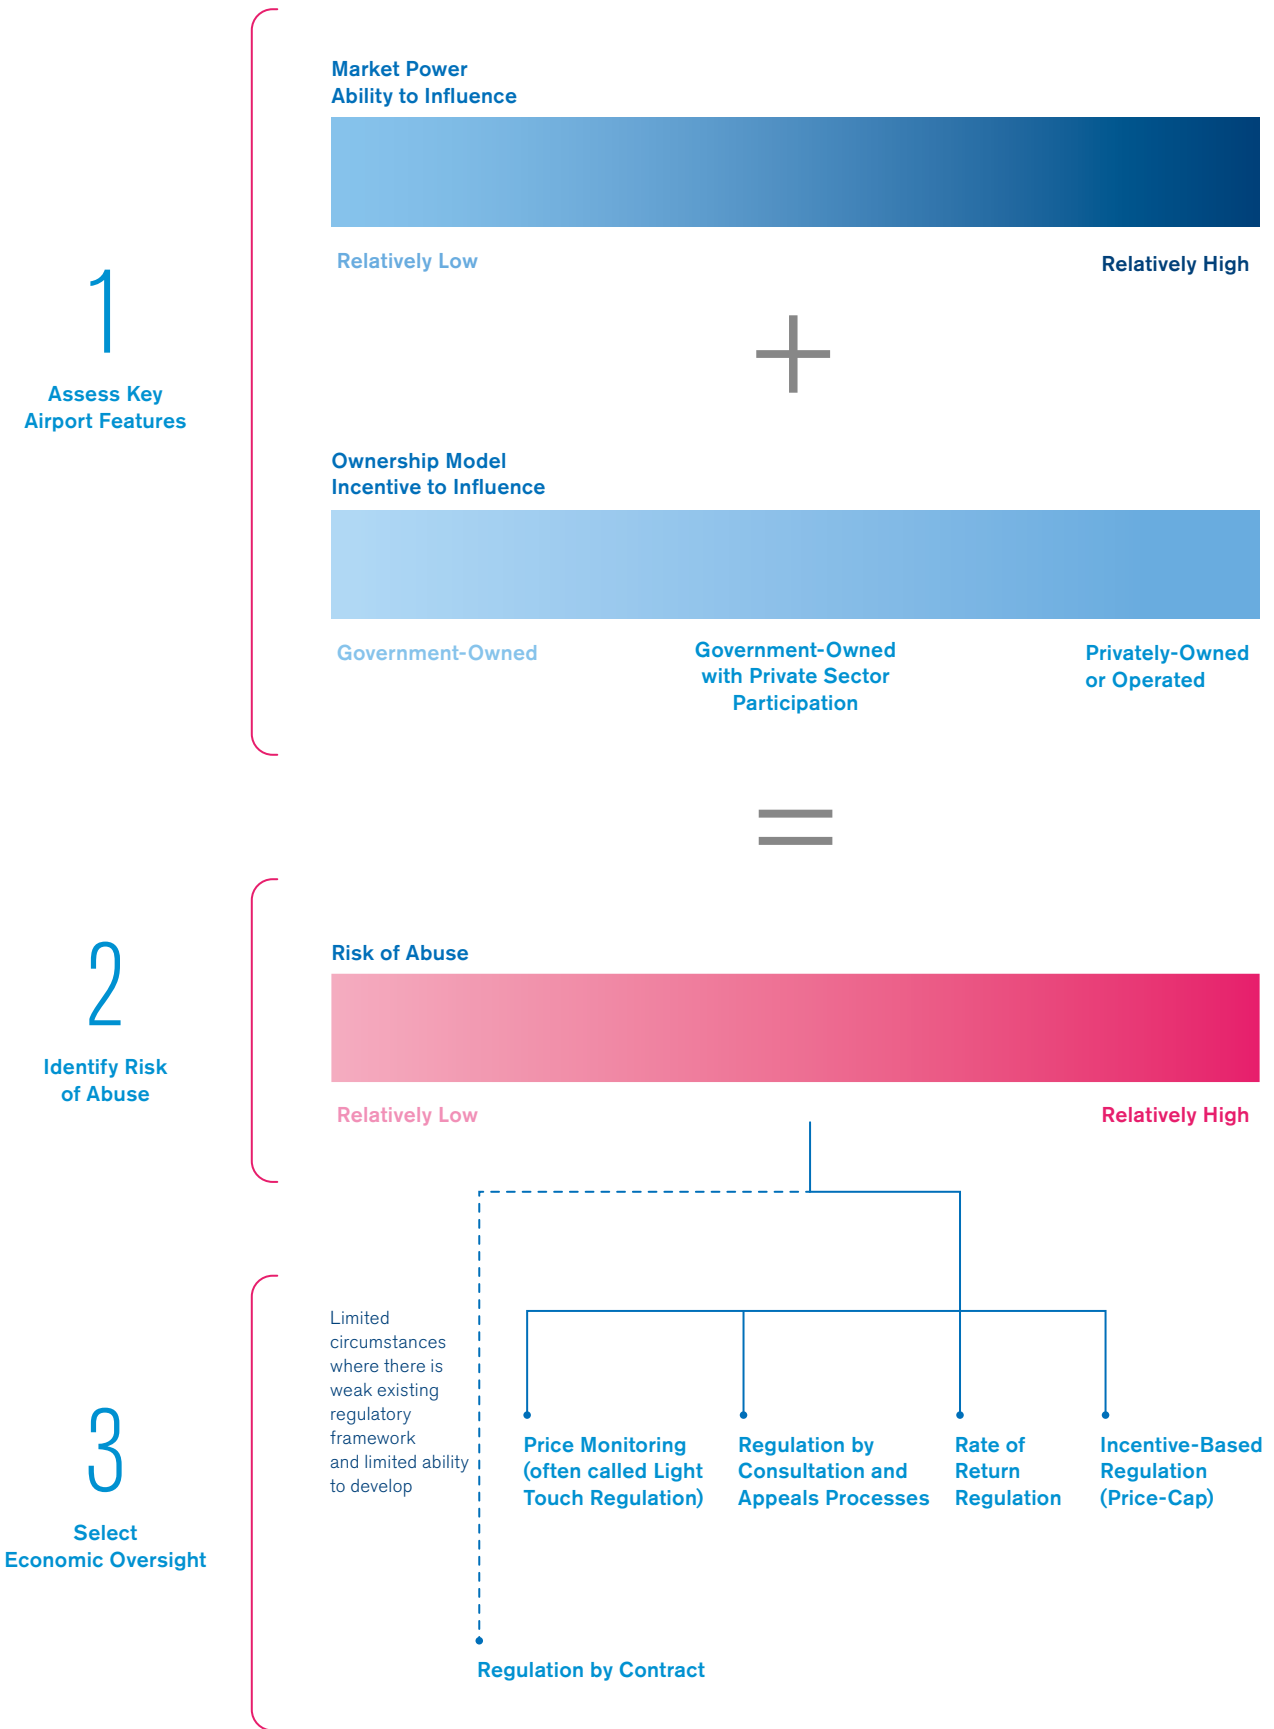 1
Assess Key
Airport Features
Market Power
Ability to Influence
Relatively Low
Relatively High
+
Ownership Model
Incentive to Influence
Government-Owned
Government-Owned
with Private Sector
Participation
Privately-Owned
or Operated
=
2
Identify Risk
of Abuse
Risk of Abuse
Relatively Low
Relatively High
3
Select
Economic Oversight
Limited
circumstances
where there is
weak existing
regulatory
framework
and limited ability
to develop
Price Monitoring
(often called Light
Touch Regulation)
Regulation by
Consultation and
Appeals Processes
Rate of
Return
Regulation
Incentive-Based
Regulation
(Price-Cap)
Regulation by Contract